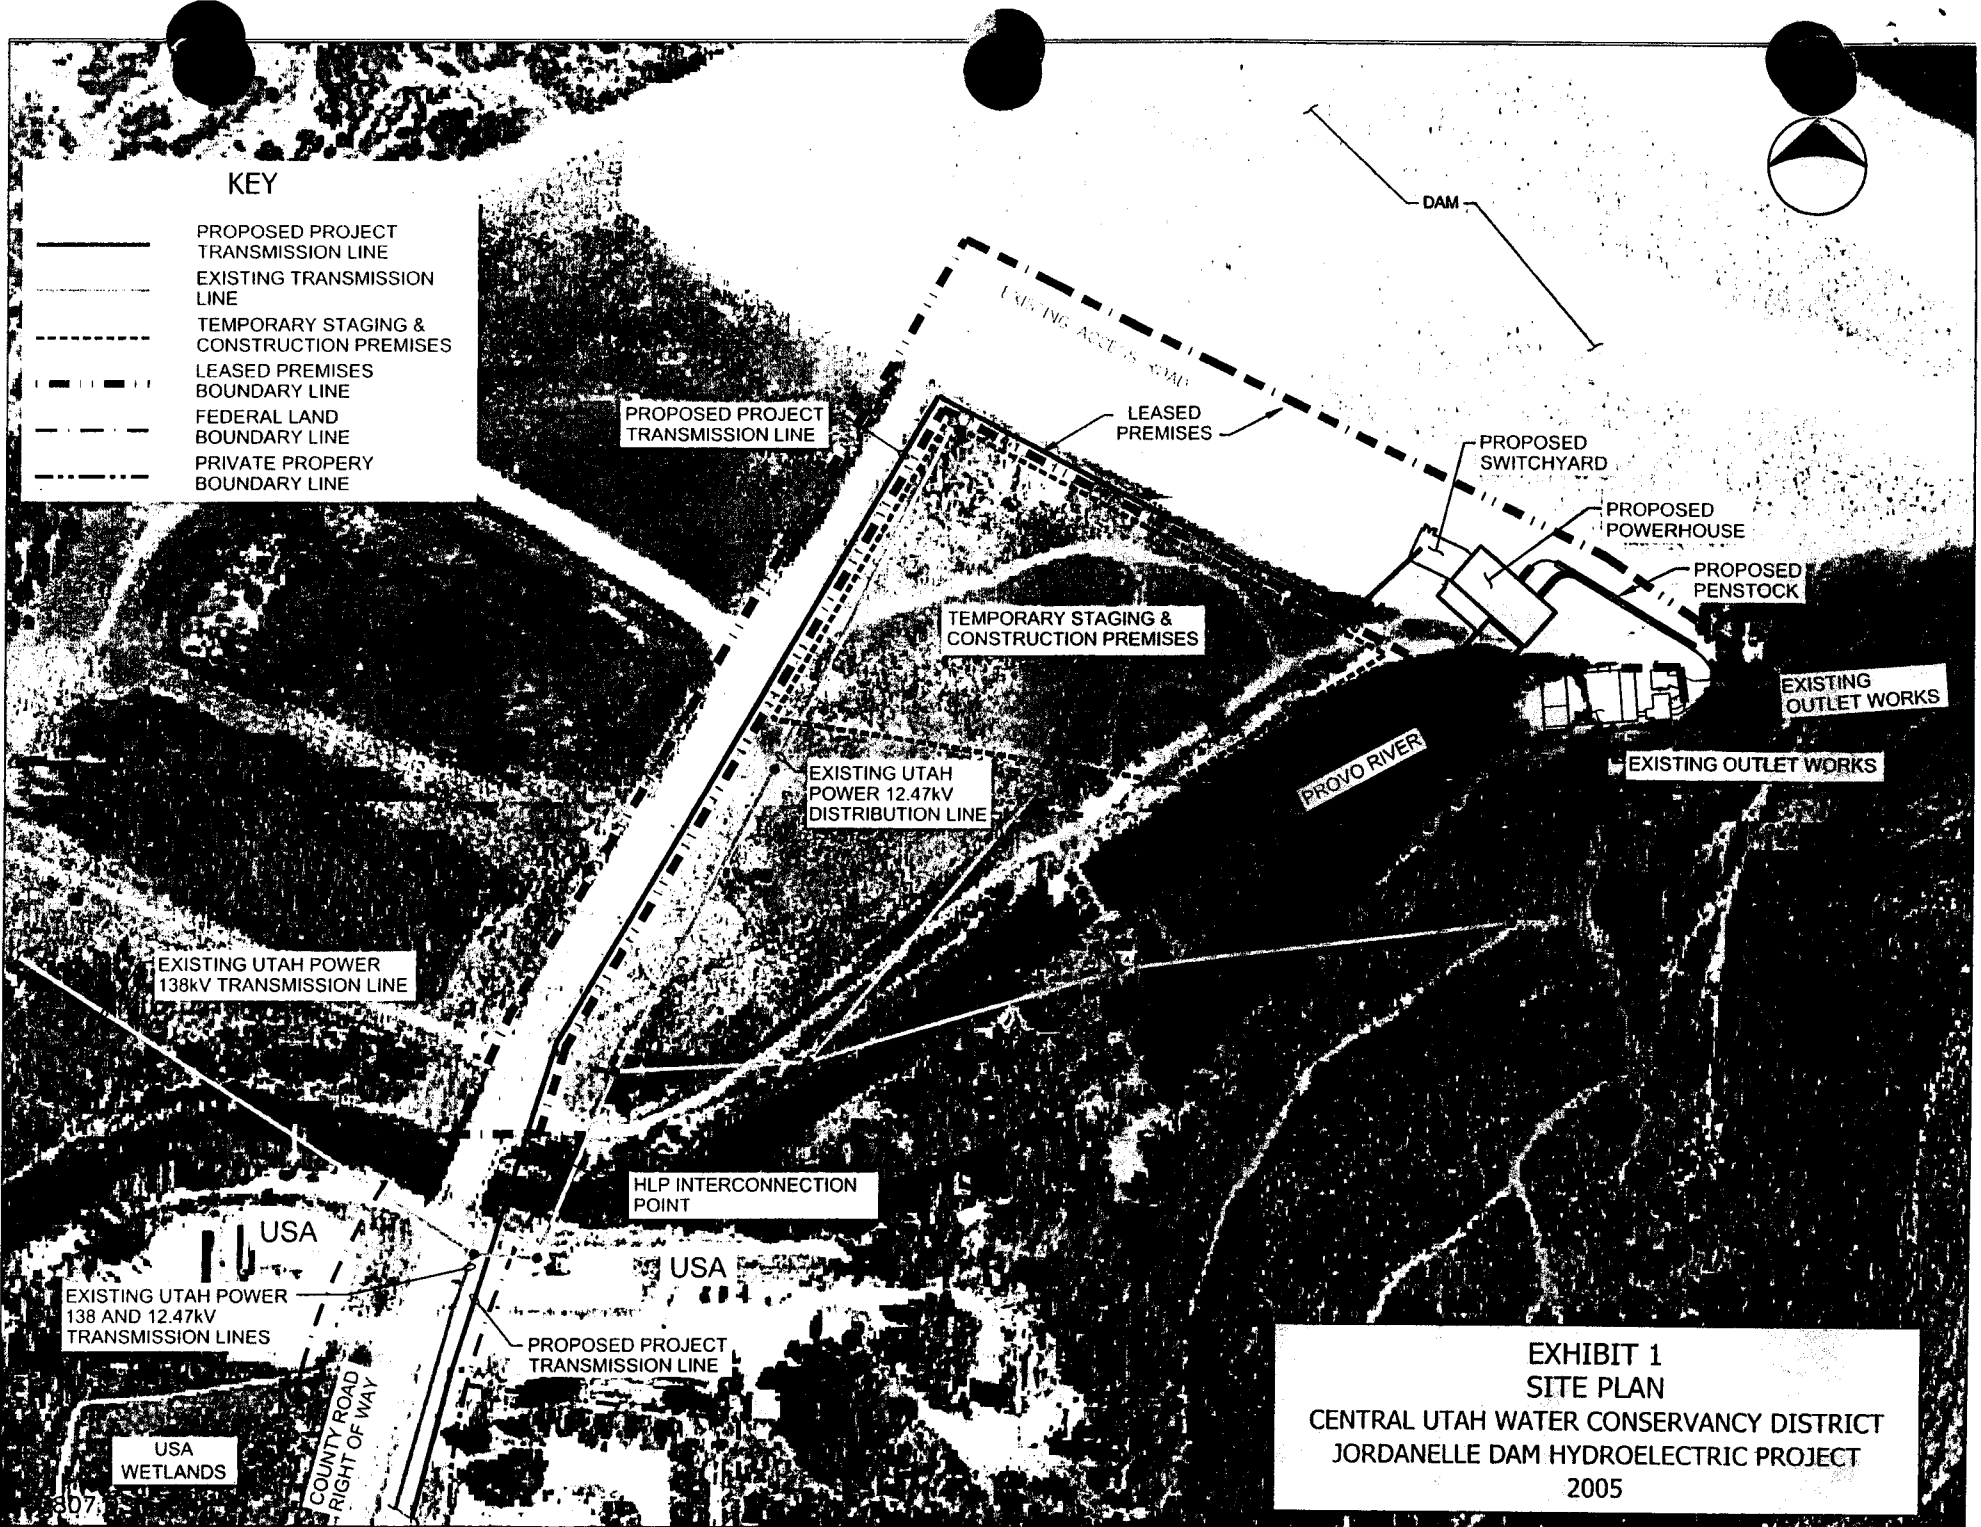 KEY
PROPOSED PROJECT
TRANSMISSION LINE
EXISTING TRANSMISSION
LINE
TEMPORARY STAGING &
CONSTRUCTION PREMISES
LEASED PREMISES
BOUNDARY LINE
FEDERAL LAND
BOUNDARY LINE
PRIVATE PROPERY
BOUNDARY LINE
DAM
EXISTING ACCESS ROAD
PROPOSED PROJECT
TRANSMISSION LINE
LEASED
PREMISES
PROPOSED
SWITCHYARD
PROPOSED
POWERHOUSE
PROPOSED
PENSTOCK
TEMPORARY STAGING &
CONSTRUCTION PREMISES
EXISTING
OUTLET WORKS
EXISTING OUTLET WORKS
PROVO RIVER
EXISTING UTAH
POWER 12.47kV
DISTRIBUTION LINE
EXISTING UTAH POWER
138kV TRANSMISSION LINE
HLP INTERCONNECTION
POINT
USA
USA
EXISTING UTAH POWER
138 AND 12.47kV
TRANSMISSION LINES
PROPOSED PROJECT
TRANSMISSION LINE
COUNTY ROAD
RIGHT OF WAY
USA
WETLANDS
807
EXHIBIT 1
SITE PLAN
CENTRAL UTAH WATER CONSERVANCY DISTRICT
JORDANELLE DAM HYDROELECTRIC PROJECT
2005